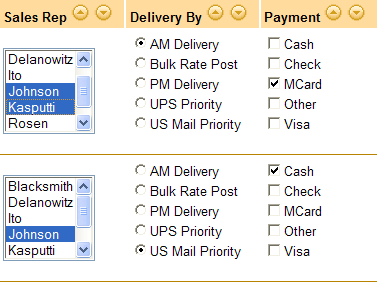 Sales Rep Delivery By Payment
Delanowitz
Ito
Johnson
Kasputti
Rosen
AM Delivery
Bulk Rate Post
PM Delivery
UPS Priority
US Mail Priority
Cash
Check
MCard
Other
Visa
Blacksmith
Delanowitz
Ito
Johnson
Kasputti
AM Delivery
Bulk Rate Post
PM Delivery
UPS Priority
US Mail Priority
Cash
Check
MCard
Other
Visa